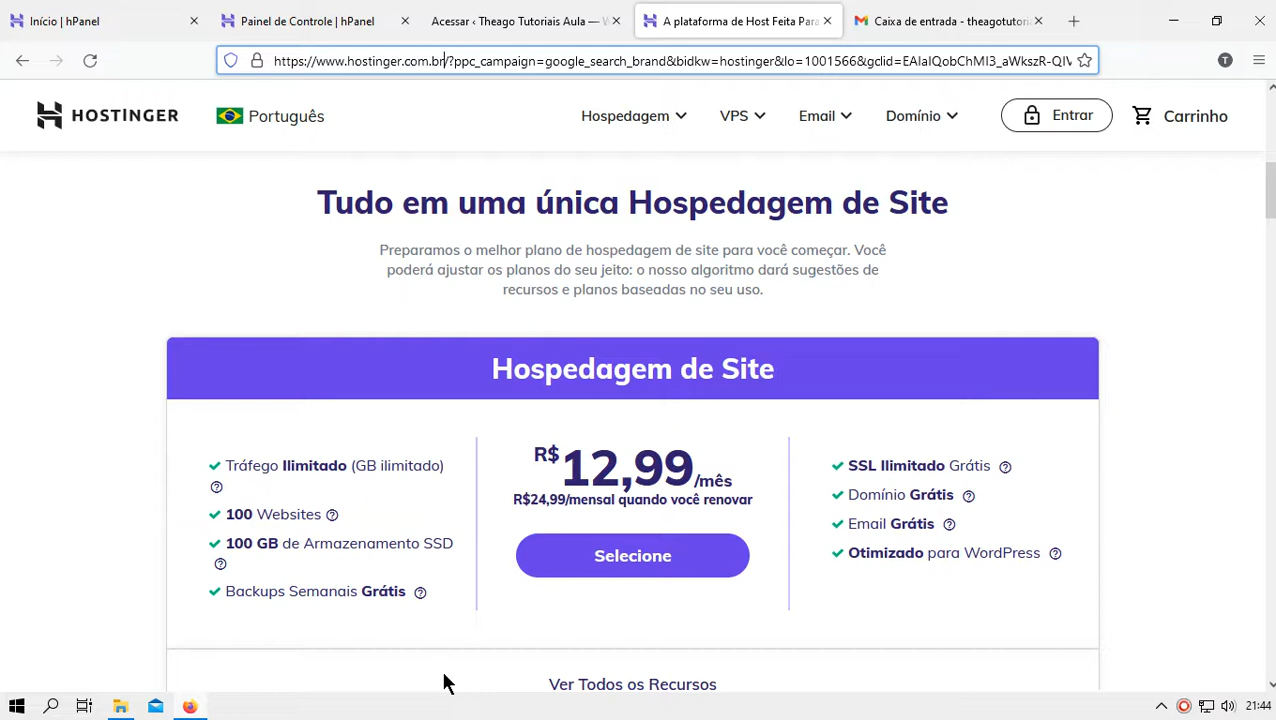 Início | hPanel
Painel de Controle | hPanel
Acessar ‹ Theago Tutoriais Aula —
A plataforma de Host Feita Para
Caixa de entrada - theagotutori
https://www.hostinger.com.br/?ppc_campaign=google_search_brand&bidkw=hostinger&lo=1001566&gclid=EAIaIQobChMI3_aWkszR-QIV
T
HOSTINGER
Português
Hospedagem
VPS
Email
Domínio
Entrar
Carrinho
Tudo em uma única Hospedagem de Site
Preparamos o melhor plano de hospedagem de site para você começar. Você
poderá ajustar os planos do seu jeito: o nosso algoritmo dará sugestões de
recursos e planos baseadas no seu uso.
Hospedagem de Site
Tráfego Ilimitado (GB ilimitado)
100 Websites
100 GB de Armazenamento SSD
Backups Semanais Grátis
R$ 12,99/mês
R$24,99/mensal quando você renovar
Selecione
SSL Ilimitado Grátis
Domínio Grátis
Email Grátis
Otimizado para WordPress
Ver Todos os Recursos
21:44